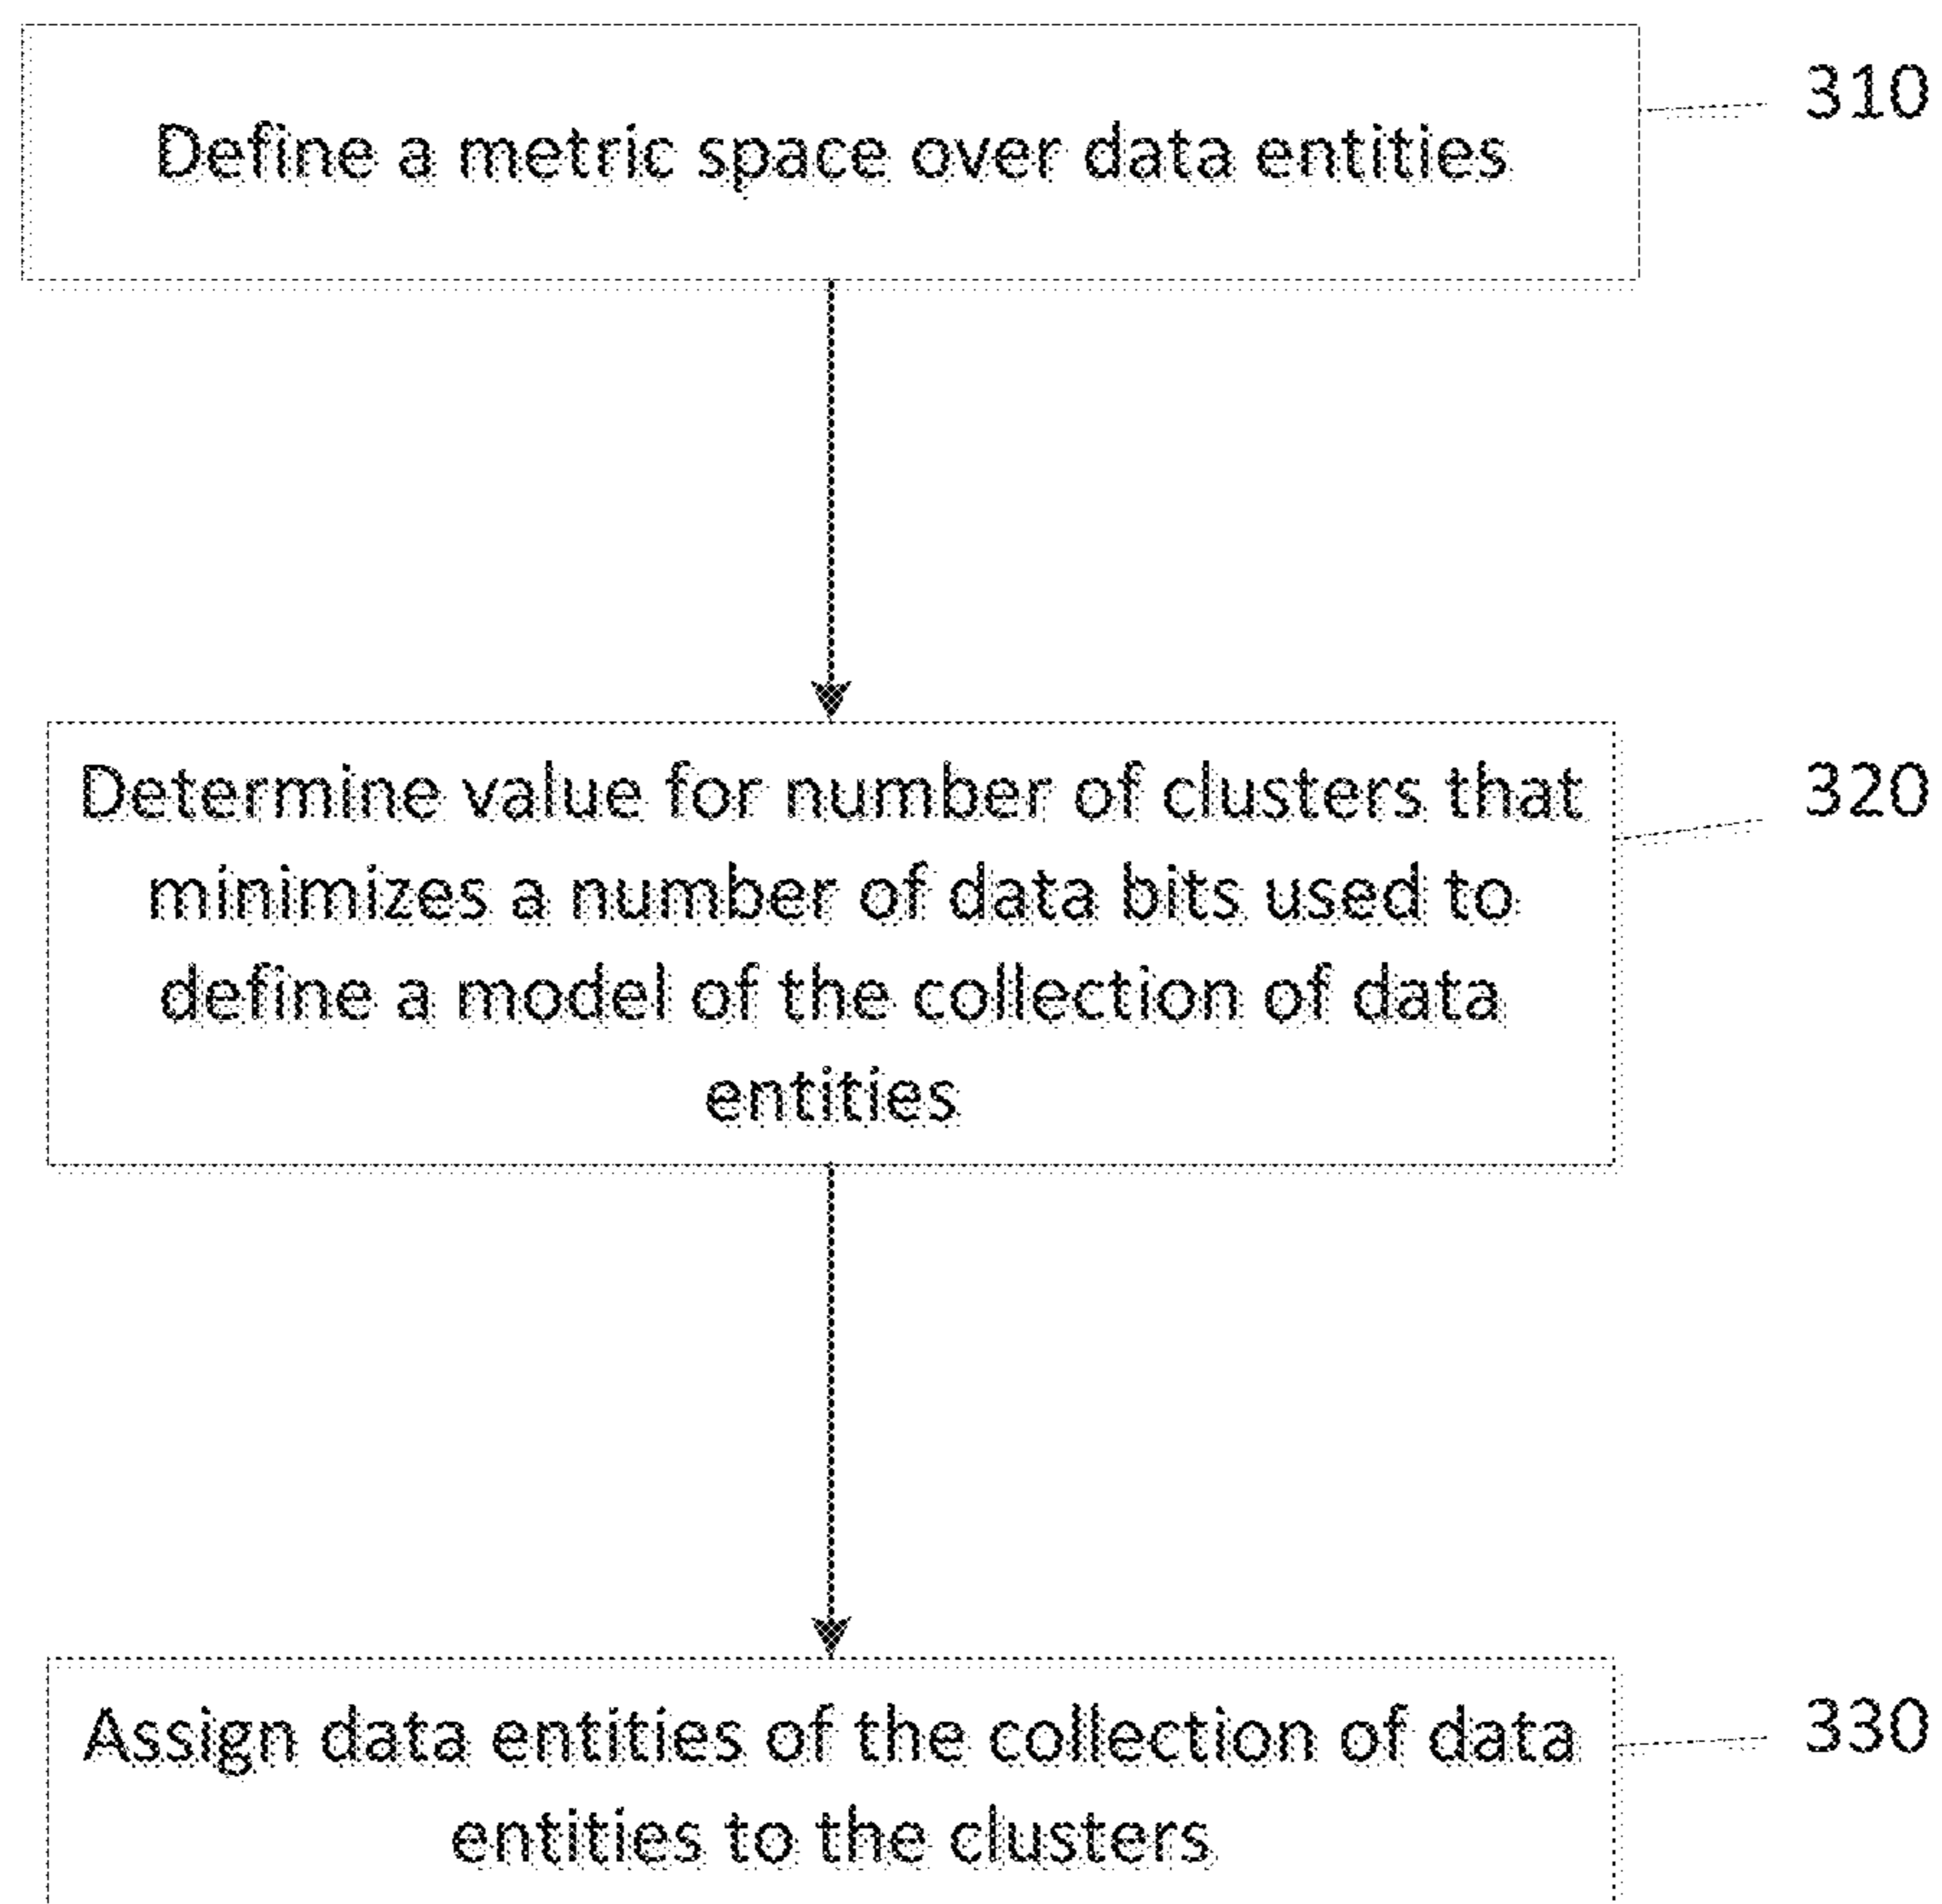 Define a metric space over data entities
310
Determine value for number of clusters that
minimizes a number of data bits used to
define a model of the collection of data
entities
320
Assign data entities of the collection of data
entities to the clusters
330